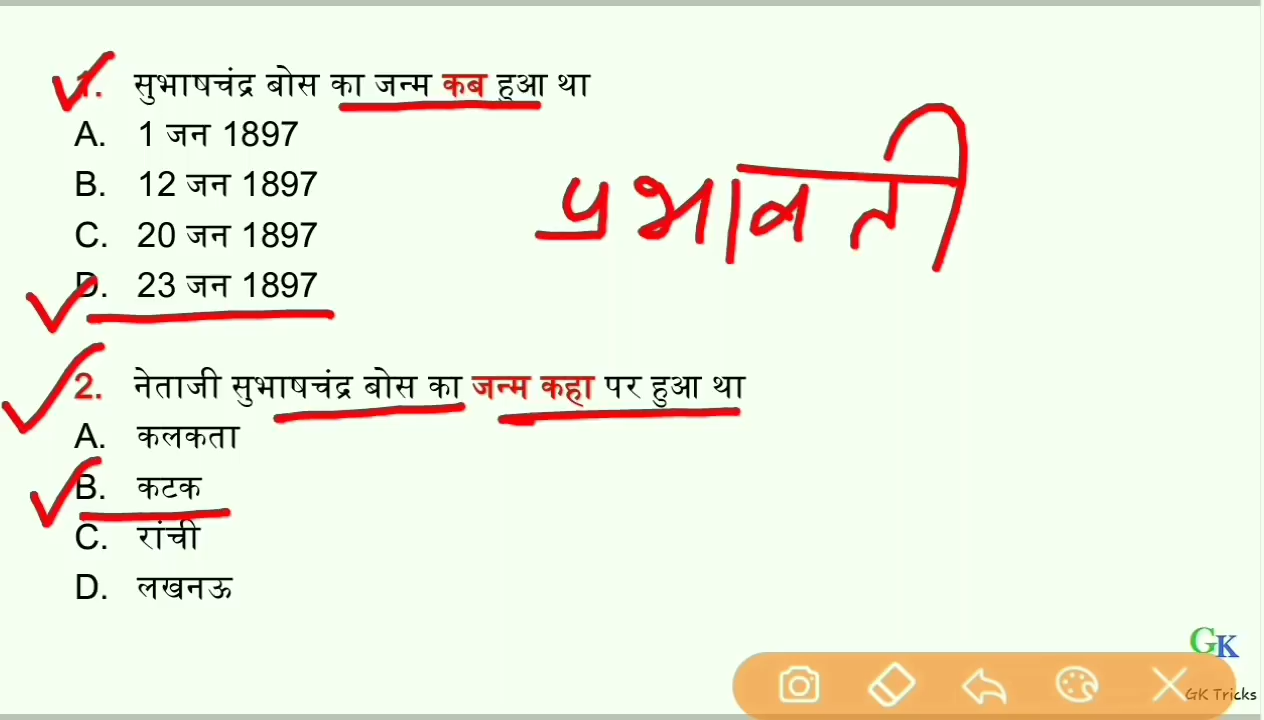 1. सुभाषचंद्र बोस का जन्म कब हुआ था
A. 1 जन 1897
B. 12 जन 1897
C. 20 जन 1897
D. 23 जन 1897
प्रभावती
2. नेताजी सुभाषचंद्र बोस का जन्म कहा पर हुआ था
A. कलकता
B. कटक
C. रांची
D. लखनऊ
GK
GK Tricks